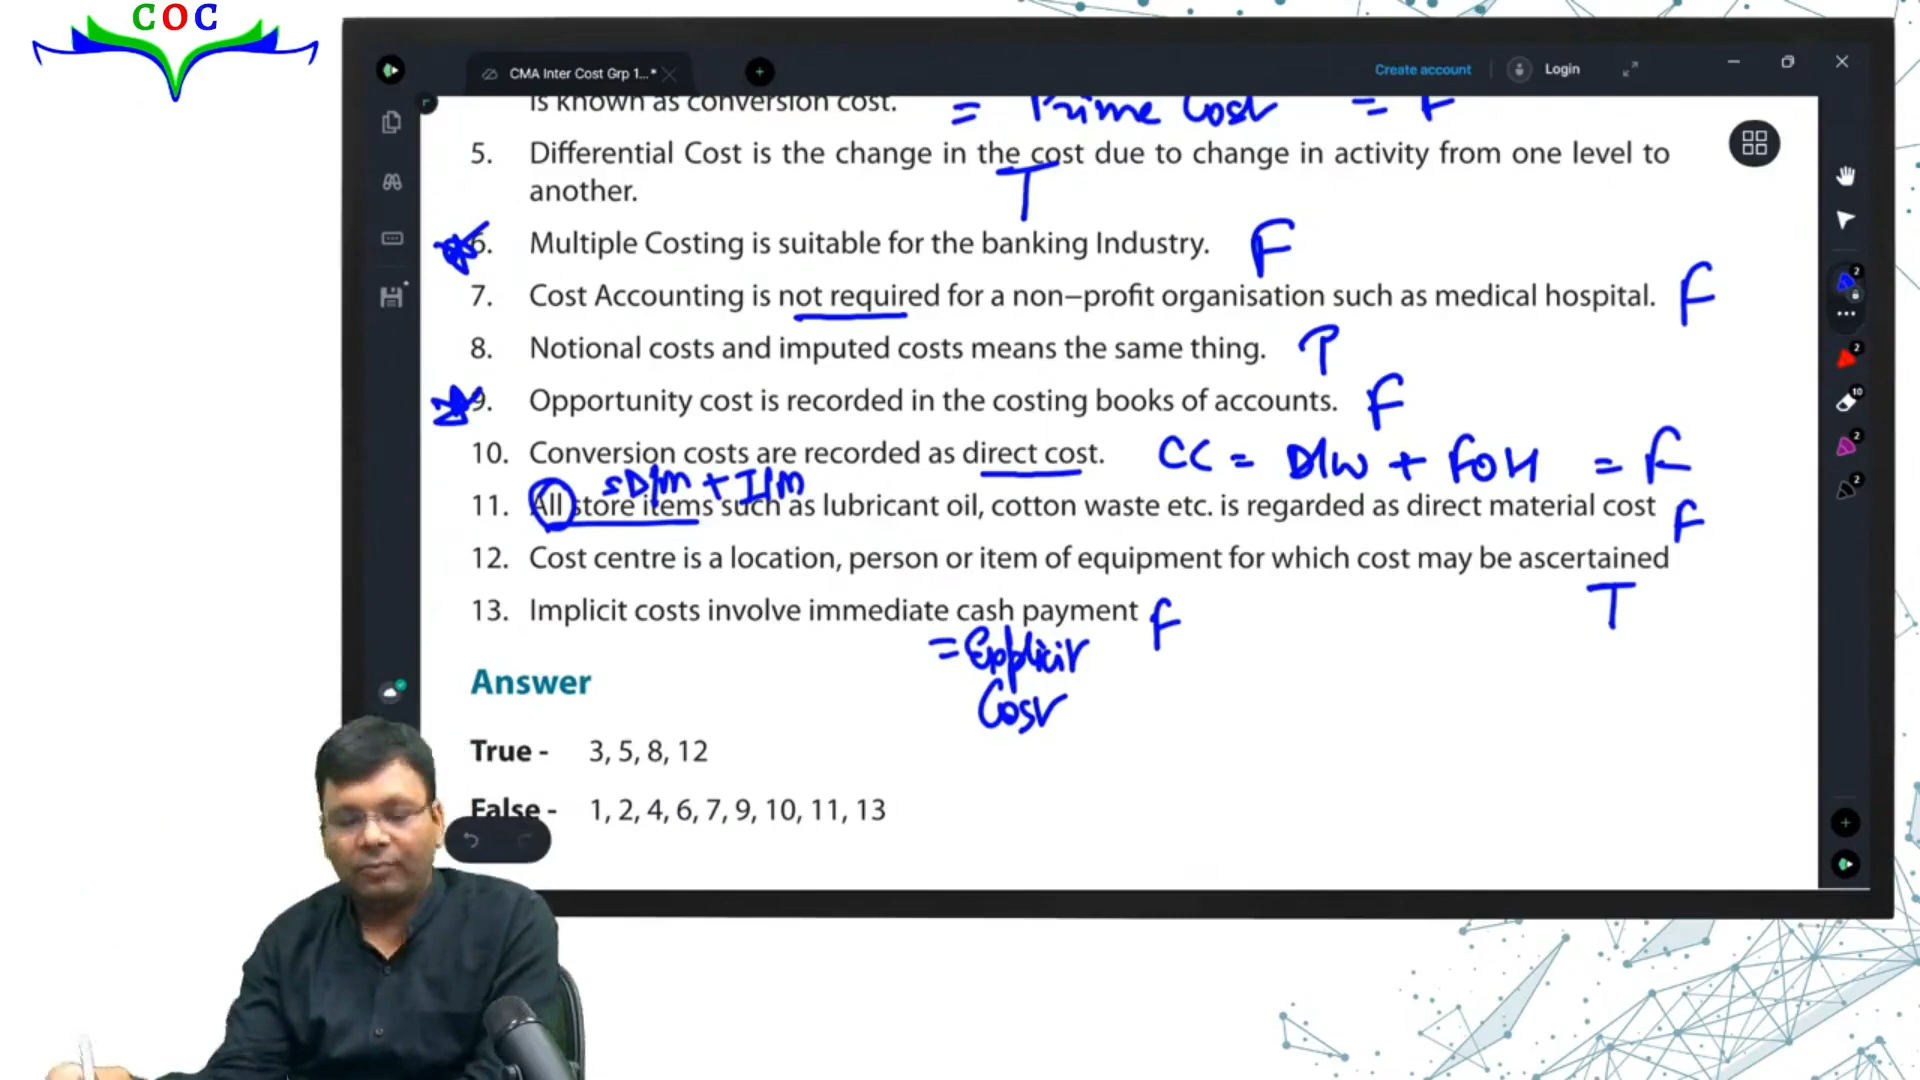 COC
CMA Inter Cost Grp 1...*
Create account
Login
is known as conversion cost. = Prime Cost = F
5. Differential Cost is the change in the cost due to change in activity from one level to
another. T
6. Multiple Costing is suitable for the banking Industry. F
7. Cost Accounting is not required for a non–profit organisation such as medical hospital. F
8. Notional costs and imputed costs means the same thing. T
9. Opportunity cost is recorded in the costing books of accounts. F
10. Conversion costs are recorded as direct cost. CC = D/W + FOH = F
D/M + I/M
11. All store items such as lubricant oil, cotton waste etc. is regarded as direct material cost F
12. Cost centre is a location, person or item of equipment for which cost may be ascertained
T
13. Implicit costs involve immediate cash payment F
= Explicit
Cost
Answer
True - 3, 5, 8, 12
False - 1, 2, 4, 6, 7, 9, 10, 11, 13
2
2
10
2
2